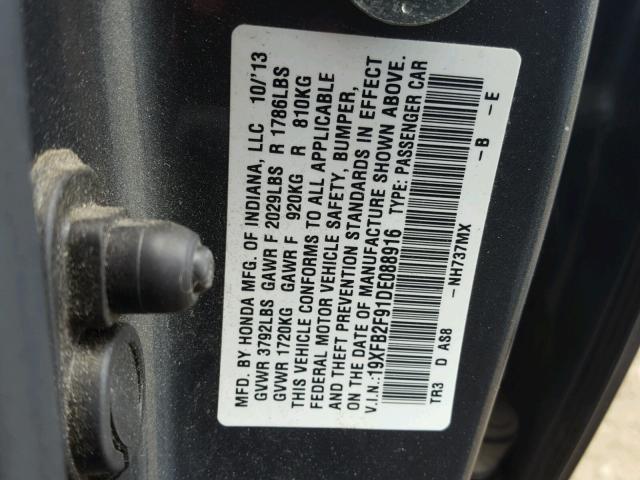 MFD. BY HONDA MFG. OF INDIANA, LLC 10/'13
GVWR 3792LBS GAWR F 2029LBS R 1786LBS
GVWR 1720KG GAWR F 920KG R 810KG
THIS VEHICLE CONFORMS TO ALL APPLICABLE
FEDERAL MOTOR VEHICLE SAFETY, BUMPER,
AND THEFT PREVENTION STANDARDS IN EFFECT
ON THE DATE OF MANUFACTURE SHOWN ABOVE.
V.I.N.:19XFB2F91DE088916 TYPE: PASSENGER CAR
TR3 D AS8 -NH737MX -B -E